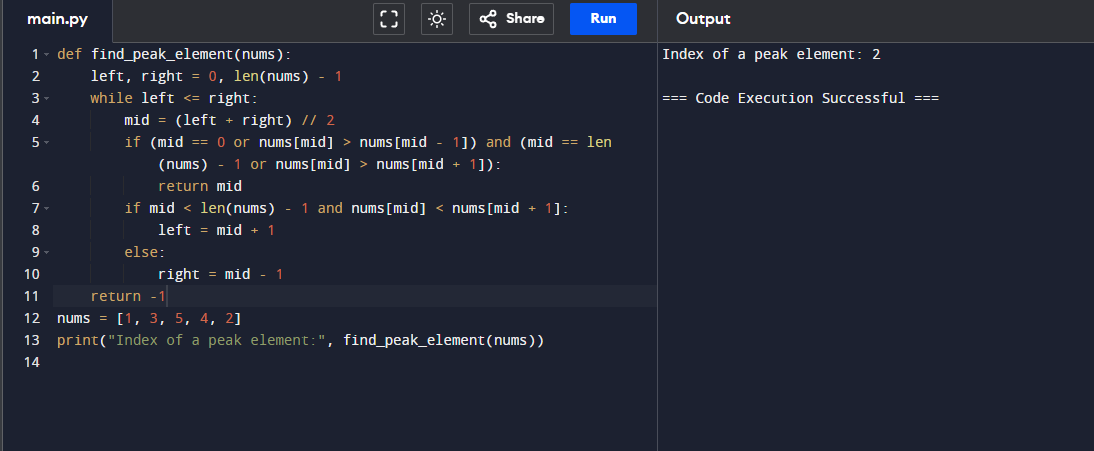 main.py
Share
Run
Output
1 def find_peak_element(nums):
2     left, right = 0, len(nums) - 1
3     while left <= right:
4         mid = (left + right) // 2
5         if (mid == 0 or nums[mid] > nums[mid - 1]) and (mid == len
            (nums) - 1 or nums[mid] > nums[mid + 1]):
6             return mid
7         if mid < len(nums) - 1 and nums[mid] < nums[mid + 1]:
8             left = mid + 1
9         else:
10             right = mid - 1
11     return -1
12 nums = [1, 3, 5, 4, 2]
13 print("Index of a peak element:", find_peak_element(nums))
14
Index of a peak element: 2
=== Code Execution Successful ===